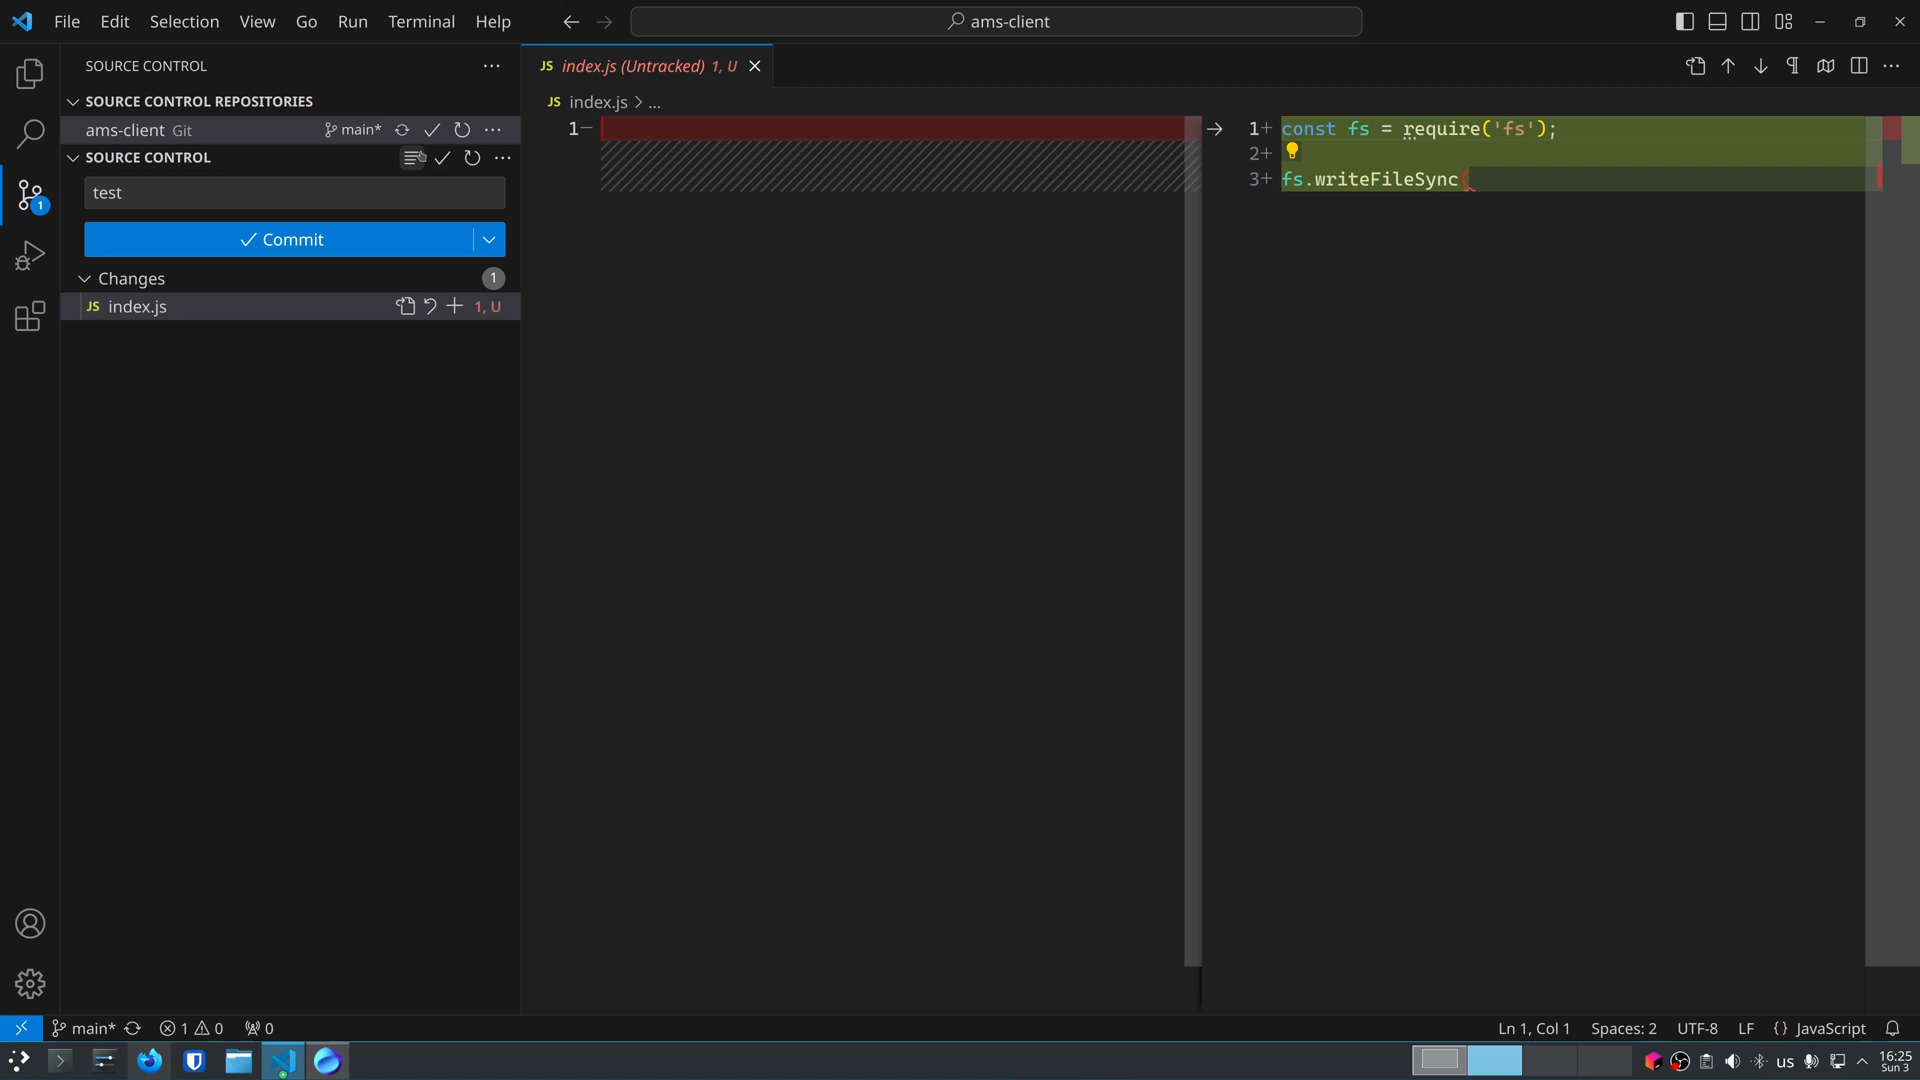 File Edit Selection View Go Run Terminal Help
ams-client
SOURCE CONTROL
SOURCE CONTROL REPOSITORIES
ams-client Git main*
SOURCE CONTROL
test
Commit
Changes 1
JS index.js 1, U
1
JS index.js (Untracked) 1, U
JS index.js > ...
1−
1+ const fs = require('fs');
2+
3+ fs.writeFileSync(
main* 1 0 0
Ln 1, Col 1 Spaces: 2 UTF-8 LF {} JavaScript
us
16:25
Sun 3